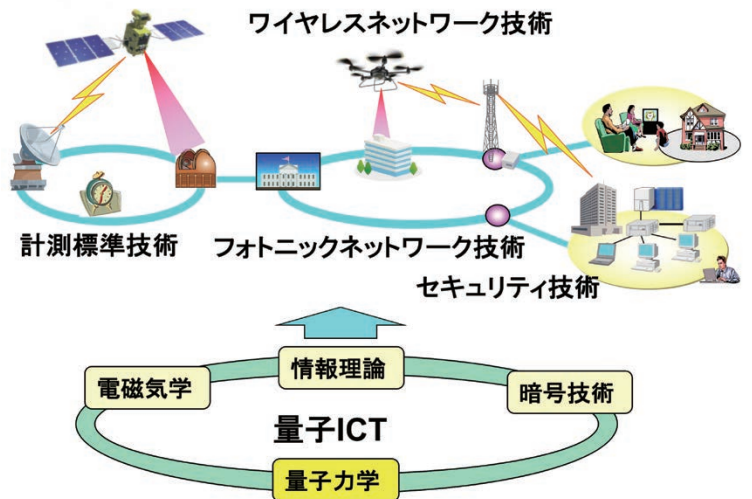 ワイヤレスネットワーク技術
計測標準技術
フォトニックネットワーク技術
セキュリティ技術
電磁気学
情報理論
暗号技術
量子ICT
量子力学